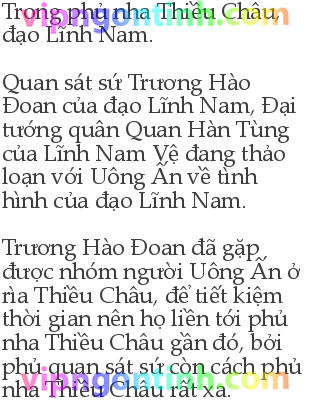 Trong phủ nha Thiều Châu,
đạo Lĩnh Nam.
Quan sát sứ Trương Hào
Đoan của đạo Lĩnh Nam, Đại
tướng quân Quan Hàn Tùng
của Lĩnh Nam Vệ đang thảo
loạn với Uông Ấn về tình
hình của đạo Lĩnh Nam.
Trương Hào Đoan đã gặp
được nhóm người Uông Ấn ở
rìa Thiều Châu, để tiết kiệm
thời gian nên họ liền tới phủ
nha Thiều Châu gần đó, bởi
phủ quan sát sứ còn cách phủ
nha Thiều Châu rất xa.
vipngontinh.com
vipngontinh.com